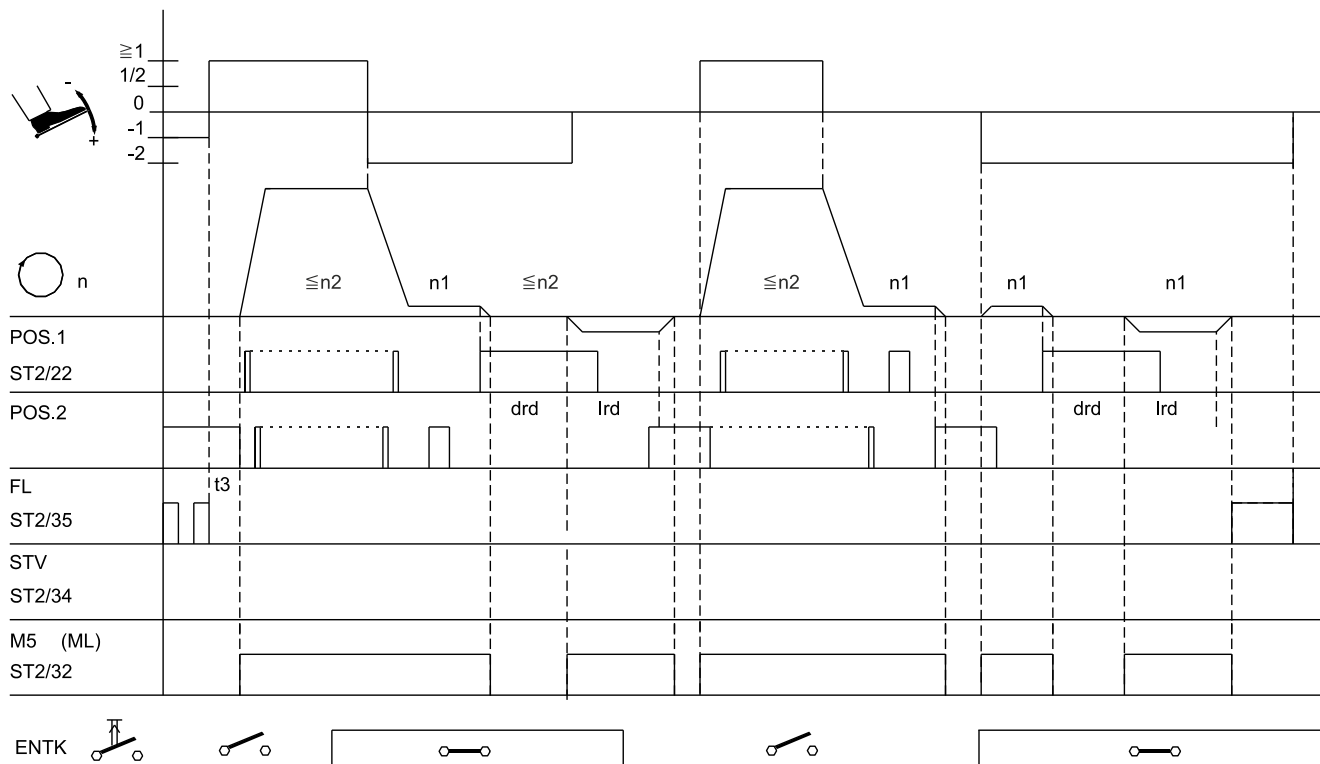 ≧1
1/2
0
-1
-2
-
+
n
≦n2
n1
≦n2
≦n2
n1
n1
n1
POS.1
ST2/22
POS.2
drd
lrd
drd
lrd
FL
t3
ST2/35
STV
ST2/34
M5 (ML)
ST2/32
ENTK